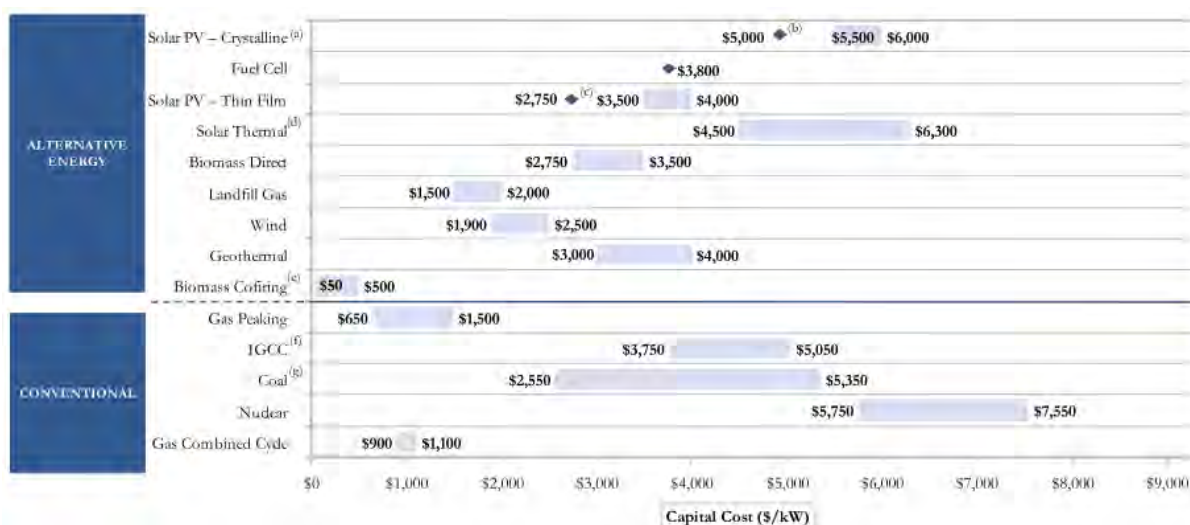 ALTERNATIVE
ENERGY
Solar PV – Crystalline (a) $5,000 (b) $5,500 $6,000
Fuel Cell $3,800
Solar PV – Thin Film $2,750 (c) $3,500 $4,000
Solar Thermal (d) $4,500 $6,300
Biomass Direct $2,750 $3,500
Landfill Gas $1,500 $2,000
Wind $1,900 $2,500
Geothermal $3,000 $4,000
Biomass Cofiring (e) $50 $500
CONVENTIONAL
Gas Peaking $650 $1,500
IGCC (f) $3,750 $5,050
Coal (g) $2,550 $5,350
Nuclear $5,750 $7,550
Gas Combined Cycle $900 $1,100
$0 $1,000 $2,000 $3,000 $4,000 $5,000 $6,000 $7,000 $8,000 $9,000
Capital Cost ($/kW)